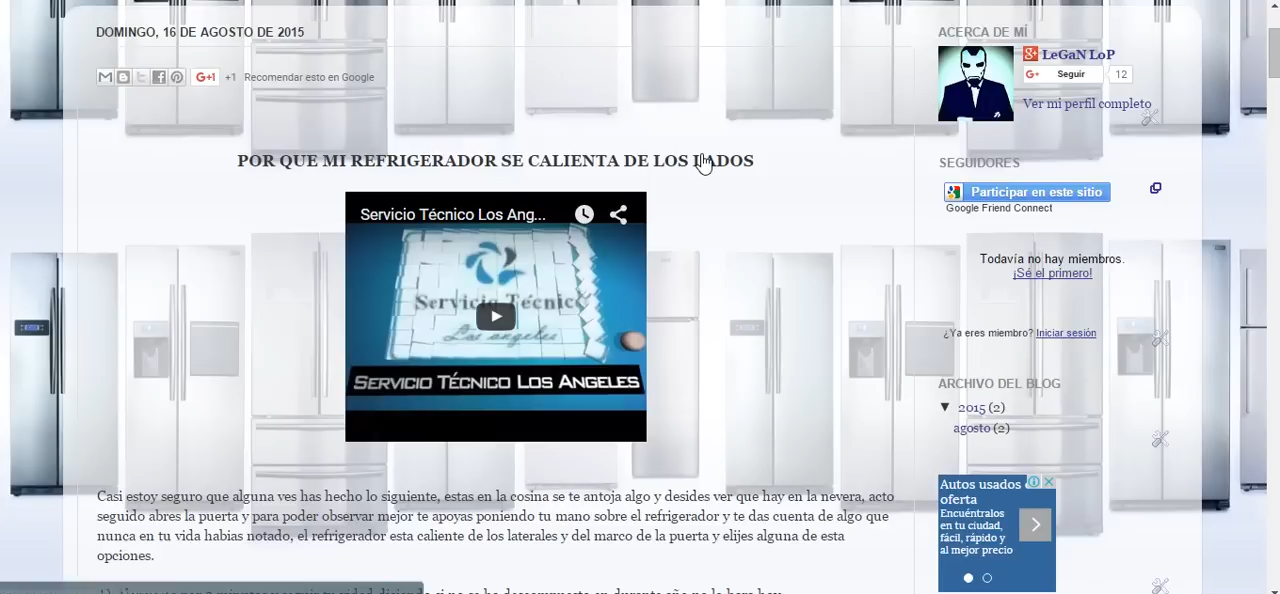 DOMINGO, 16 DE AGOSTO DE 2015
G+1 +1 Recomendar esto en Google
POR QUE MI REFRIGERADOR SE CALIENTA DE LOS LADOS
Servicio Técnico Los Ang...
Servicio Técnico
Los angeles
SERVICIO TÉCNICO LOS ANGELES
Casi estoy seguro que alguna ves has hecho lo siguiente, estas en la cosina se te antoja algo y desides ver que hay en la nevera, acto
seguido abres la puerta y para poder observar mejor te apoyas poniendo tu mano sobre el refrigerador y te das cuenta de algo que
nunca en tu vida habias notado, el refrigerador esta caliente de los laterales y del marco de la puerta y elijes alguna de esta
opciones.
ACERCA DE MÍ
LeGaN LoP
G+ Seguir 12
Ver mi perfil completo
SEGUIDORES
Participar en este sitio
Google Friend Connect
Todavía no hay miembros.
¡Sé el primero!
¿Ya eres miembro? Iniciar sesión
ARCHIVO DEL BLOG
▼ 2015 (2)
agosto (2)
Autos usados
oferta
Encuéntralos
en tu ciudad,
fácil, rápido y
al mejor precio